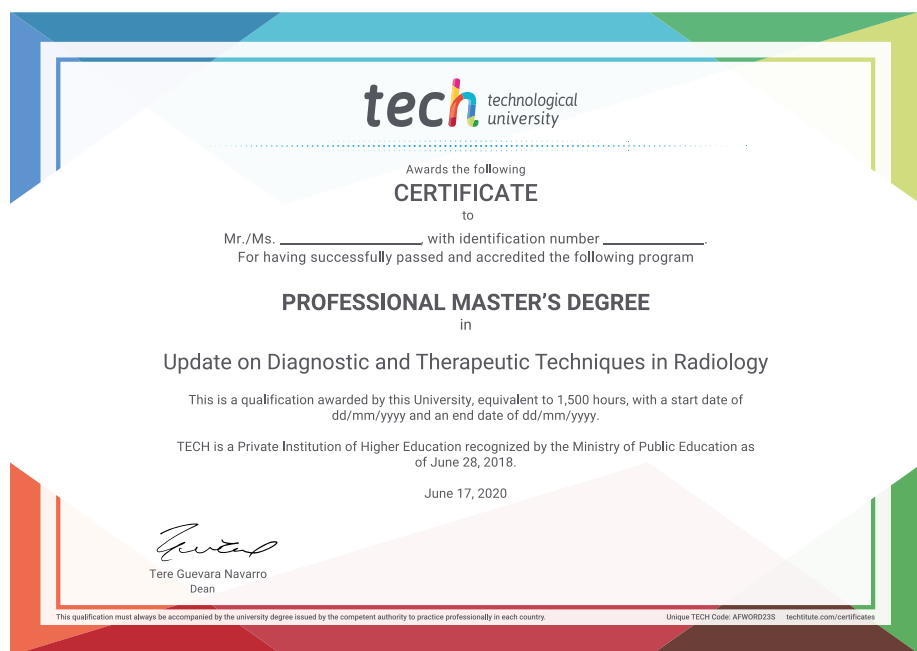 tech technological
university
Awards the following
CERTIFICATE
to
Mr./Ms. ________________, with identification number ____________.
For having successfully passed and accredited the following program
PROFESSIONAL MASTER'S DEGREE
in
Update on Diagnostic and Therapeutic Techniques in Radiology
This is a qualification awarded by this University, equivalent to 1,500 hours, with a start date of
dd/mm/yyyy and an end date of dd/mm/yyyy.
TECH is a Private Institution of Higher Education recognized by the Ministry of Public Education as
of June 28, 2018.
June 17, 2020
Tere Guevara Navarro
Dean
This qualification must always be accompanied by the university degree issued by the competent authority to practice professionally in each country.
Unique TECH Code: AFWORD23S techtitute.com/certificates